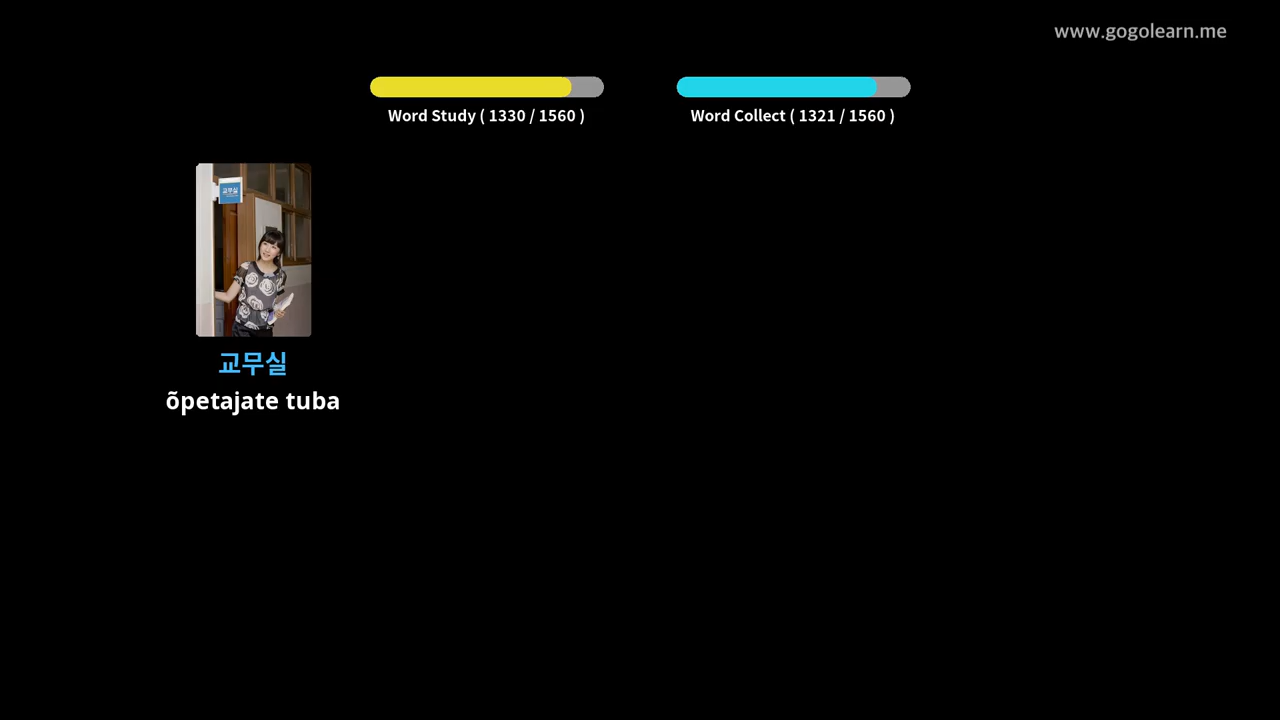 www.gogolearn.me
Word Study ( 1330 / 1560 )
Word Collect ( 1321 / 1560 )
교무실
교무실
õpetajate tuba